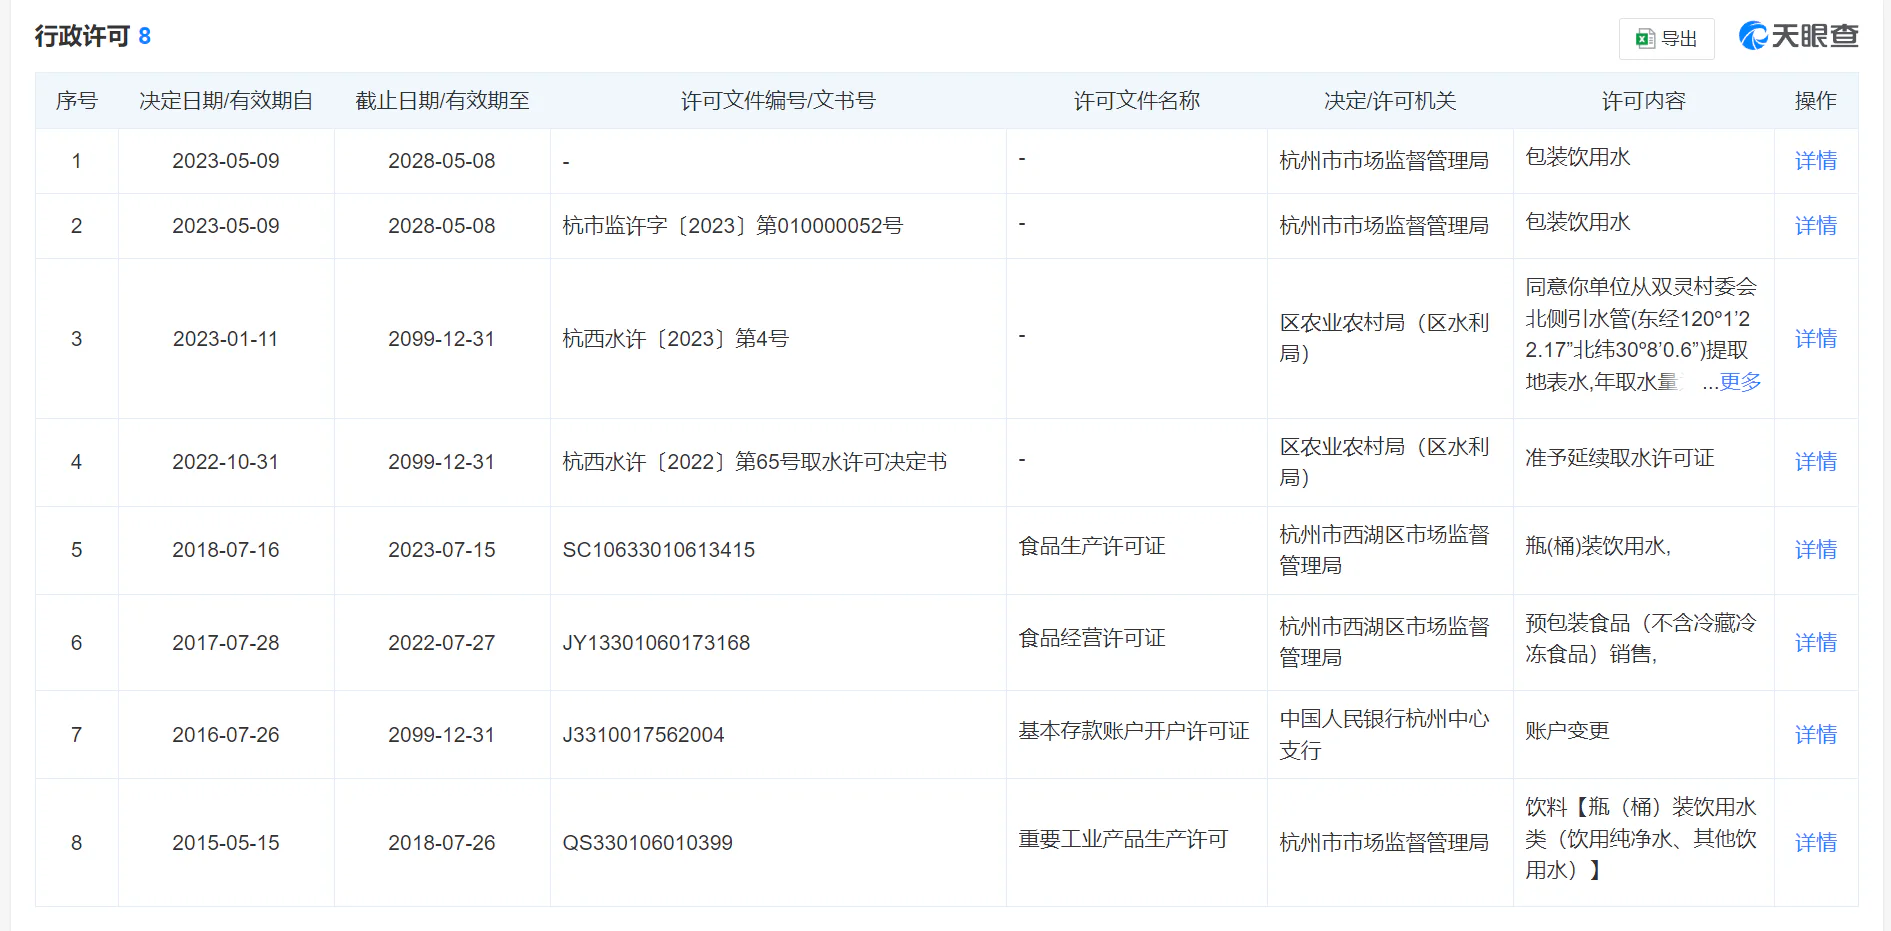 行政许可 8
导出
天眼查
序号 决定日期/有效期自 截止日期/有效期至 许可文件编号/文书号 许可文件名称 决定/许可机关 许可内容 操作
1 2023-05-09 2028-05-08 - - 杭州市市场监督管理局 包装饮用水 详情
2 2023-05-09 2028-05-08 杭市监许字〔2023〕第010000052号 - 杭州市市场监督管理局 包装饮用水 详情
3 2023-01-11 2099-12-31 杭西水许〔2023〕第4号 - 区农业农村局（区水利
局） 同意你单位从双灵村委会
北侧引水管(东经120°1’2
2.17”北纬30°8’0.6”)提取
地表水,年取水量 ...更多 详情
4 2022-10-31 2099-12-31 杭西水许〔2022〕第65号取水许可决定书 - 区农业农村局（区水利
局） 准予延续取水许可证 详情
5 2018-07-16 2023-07-15 SC10633010613415 食品生产许可证 杭州市西湖区市场监督
管理局 瓶(桶)装饮用水, 详情
6 2017-07-28 2022-07-27 JY13301060173168 食品经营许可证 杭州市西湖区市场监督
管理局 预包装食品（不含冷藏冷
冻食品）销售, 详情
7 2016-07-26 2099-12-31 J3310017562004 基本存款账户开户许可证 中国人民银行杭州中心
支行 账户变更 详情
8 2015-05-15 2018-07-26 QS330106010399 重要工业产品生产许可 杭州市市场监督管理局 饮料【瓶（桶）装饮用水
类（饮用纯净水、其他饮
用水）】 详情